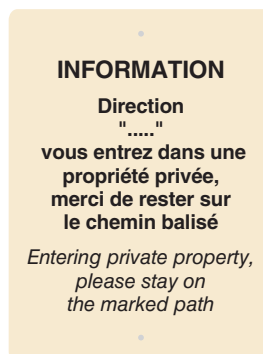 INFORMATION
Direction
"....."
vous entrez dans une
propriété privée,
merci de rester sur
le chemin balisé
Entering private property,
please stay on
the marked path